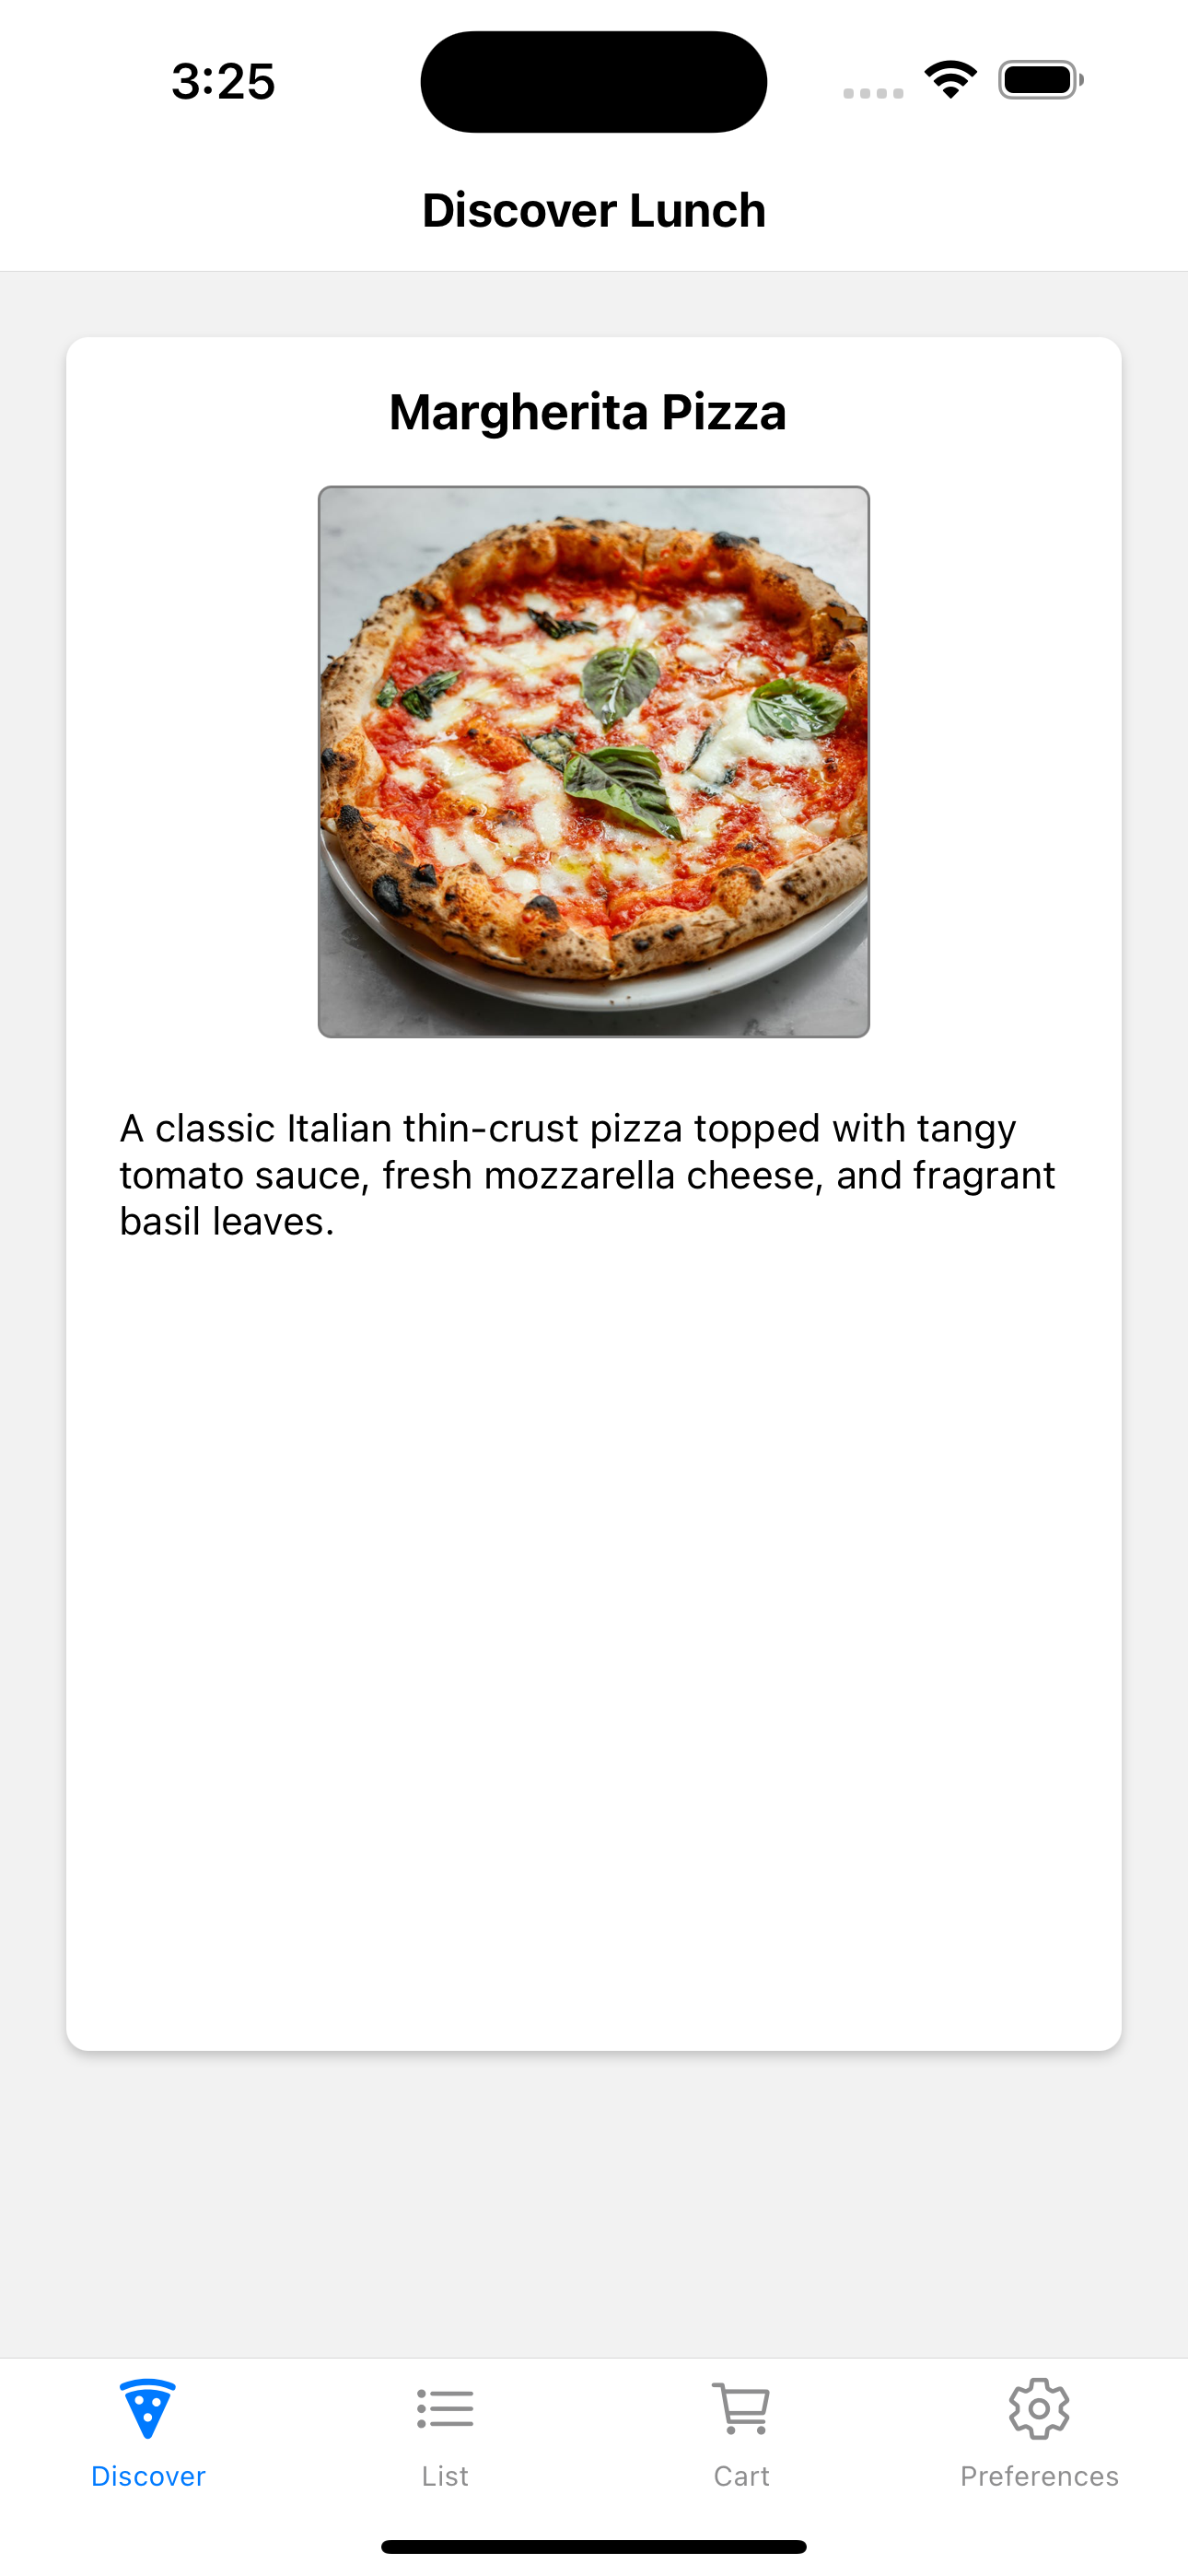 3:25
Discover Lunch
Margherita Pizza
A classic Italian thin-crust pizza topped with tangy
tomato sauce, fresh mozzarella cheese, and fragrant
basil leaves.
Discover
List
Cart
Preferences